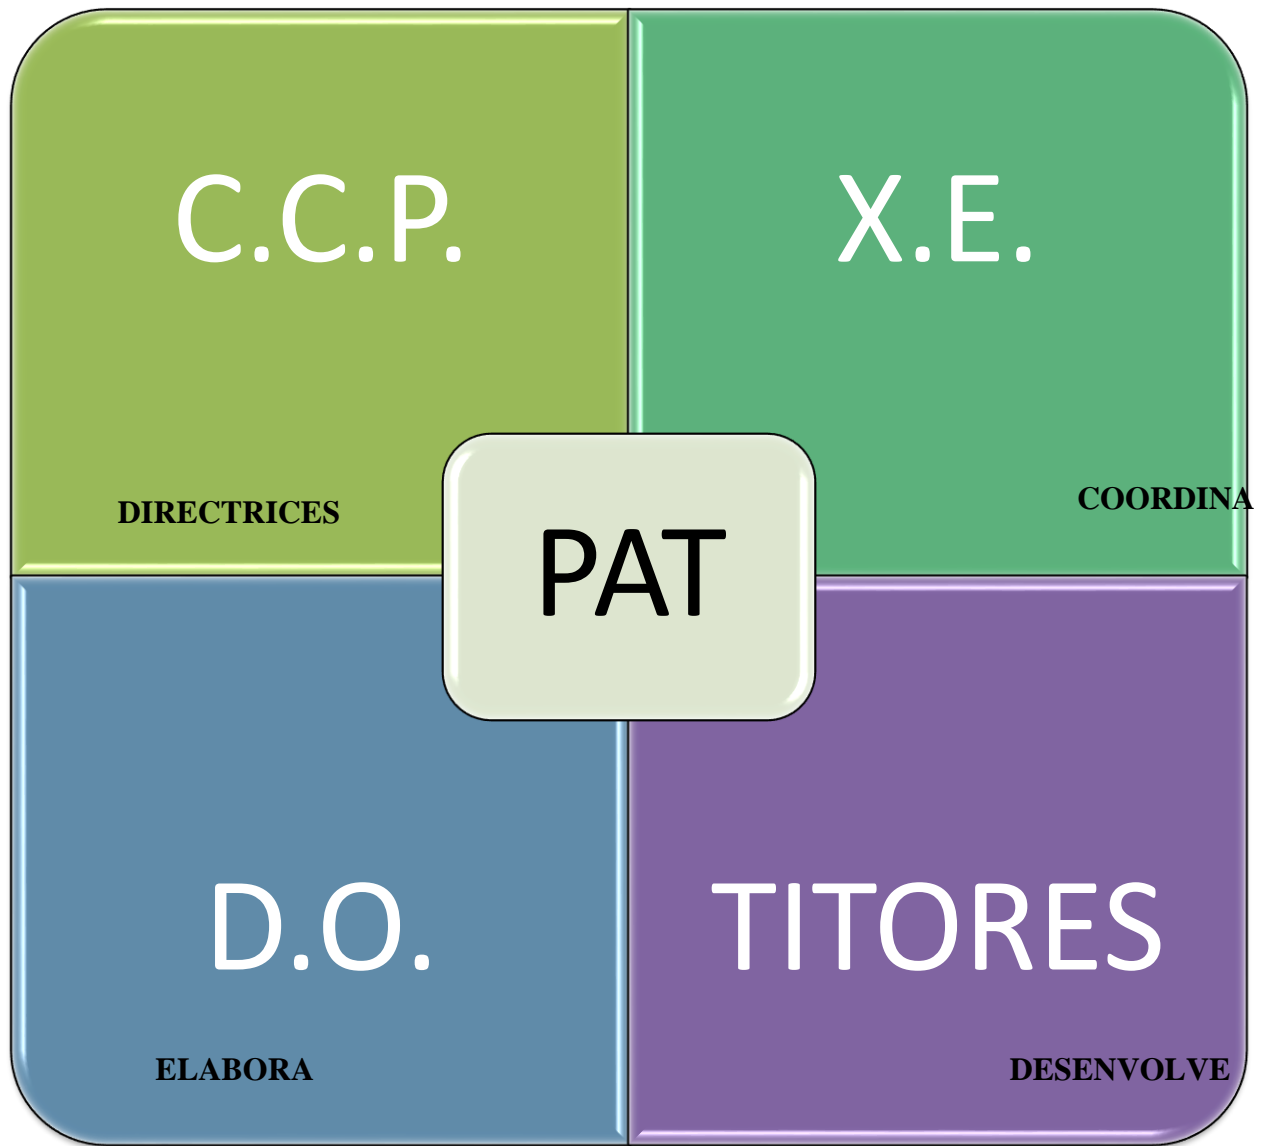 C.C.P.
X.E.
DIRECTRICES
COORDINA
PAT
D.O.
TITORES
ELABORA
DESENVOLVE